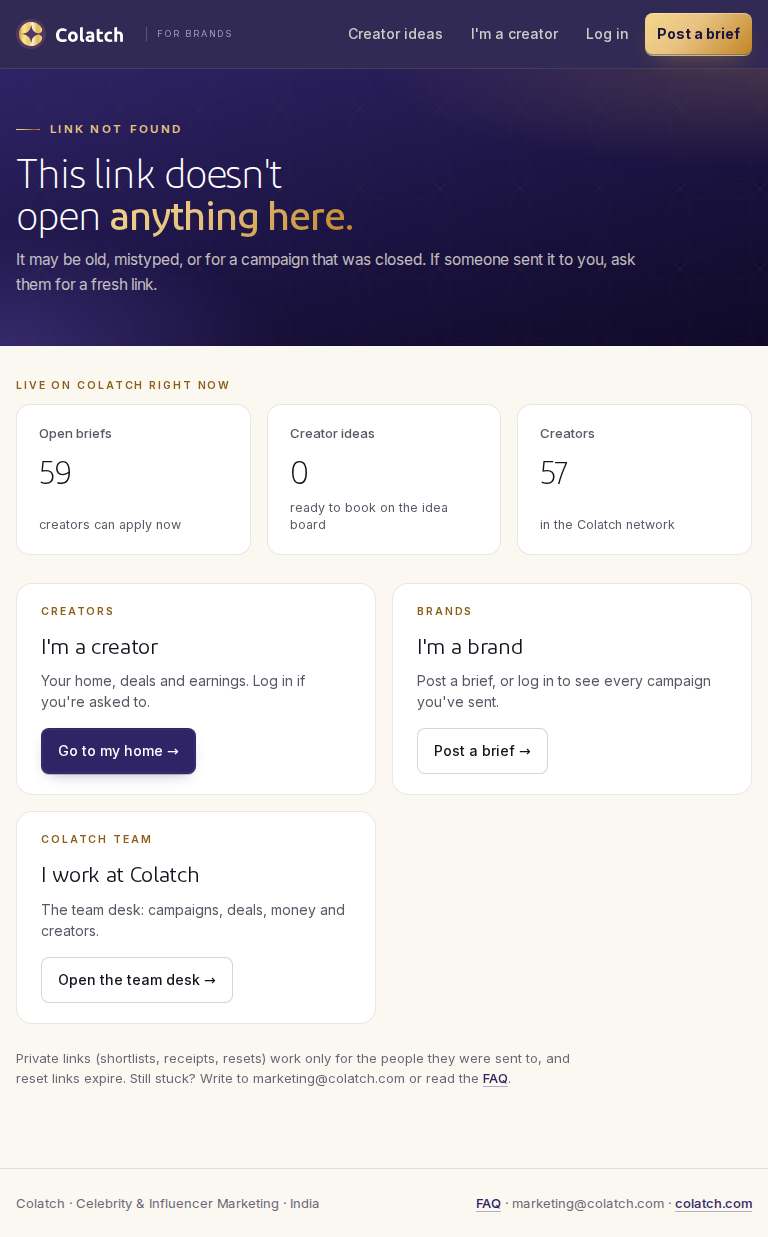 Colatch
FOR BRANDS
Creator ideas
I'm a creator
Log in
Post a brief
LINK NOT FOUND
This link doesn't
open anything here.
It may be old, mistyped, or for a campaign that was closed. If someone sent it to you, ask
them for a fresh link.
LIVE ON COLATCH RIGHT NOW
Open briefs
59
creators can apply now
Creator ideas
0
ready to book on the idea
board
Creators
57
in the Colatch network
CREATORS
I'm a creator
Your home, deals and earnings. Log in if
you're asked to.
Go to my home →
BRANDS
I'm a brand
Post a brief, or log in to see every campaign
you've sent.
Post a brief →
COLATCH TEAM
I work at Colatch
The team desk: campaigns, deals, money and
creators.
Open the team desk →
Private links (shortlists, receipts, resets) work only for the people they were sent to, and
reset links expire. Still stuck? Write to marketing@colatch.com or read the FAQ.
Colatch · Celebrity & Influencer Marketing · India
FAQ · marketing@colatch.com · colatch.com